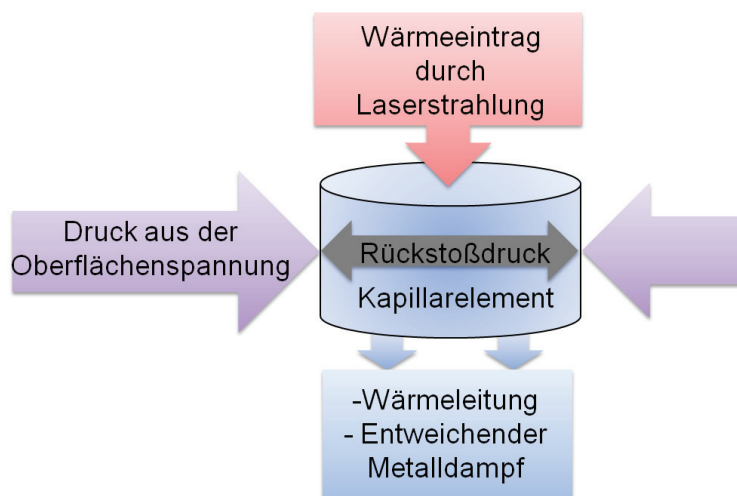 Wärmeeintrag
durch
Laserstrahlung
Druck aus der
Oberflächenspannung
Rückstoßdruck
Kapillarelement
-Wärmeleitung
- Entweichender
Metalldampf